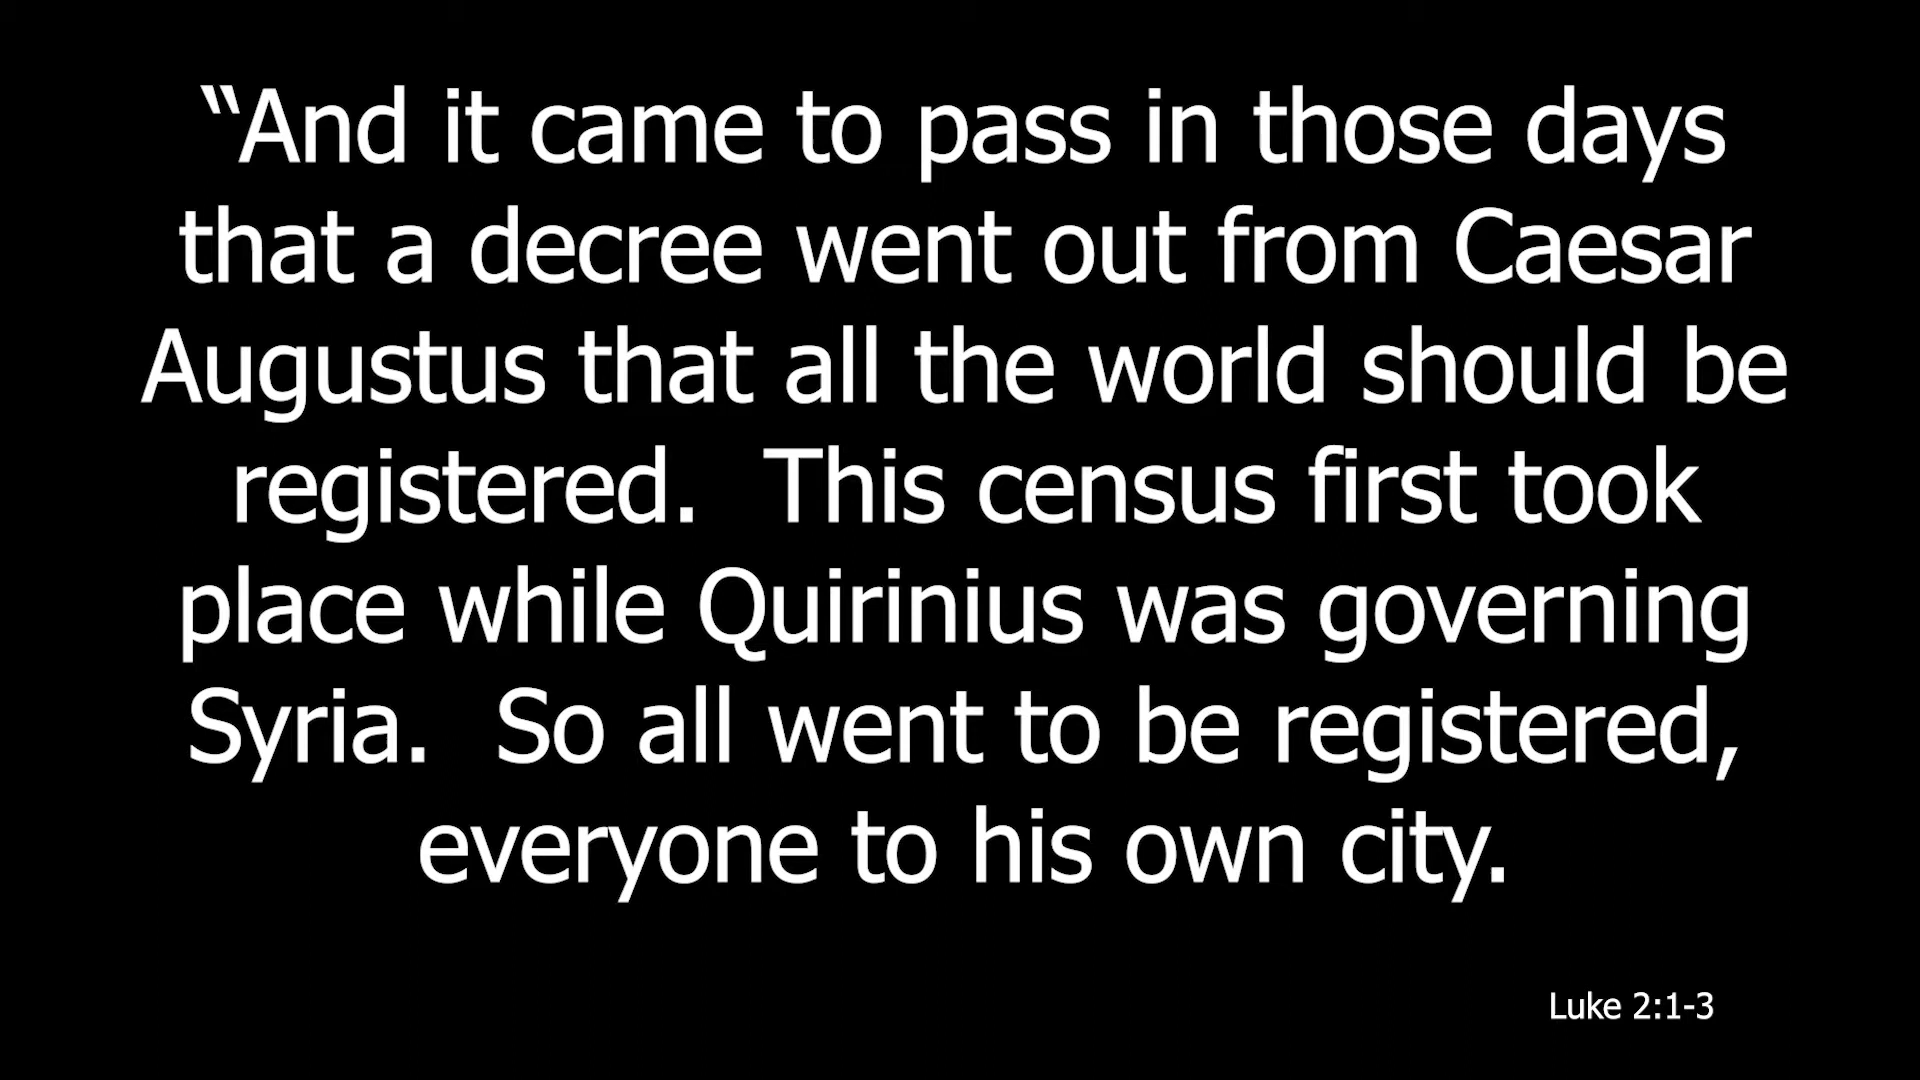 “And it came to pass in those days
that a decree went out from Caesar
Augustus that all the world should be
registered.  This census first took
place while Quirinius was governing
Syria.  So all went to be registered,
everyone to his own city.
Luke 2:1-3